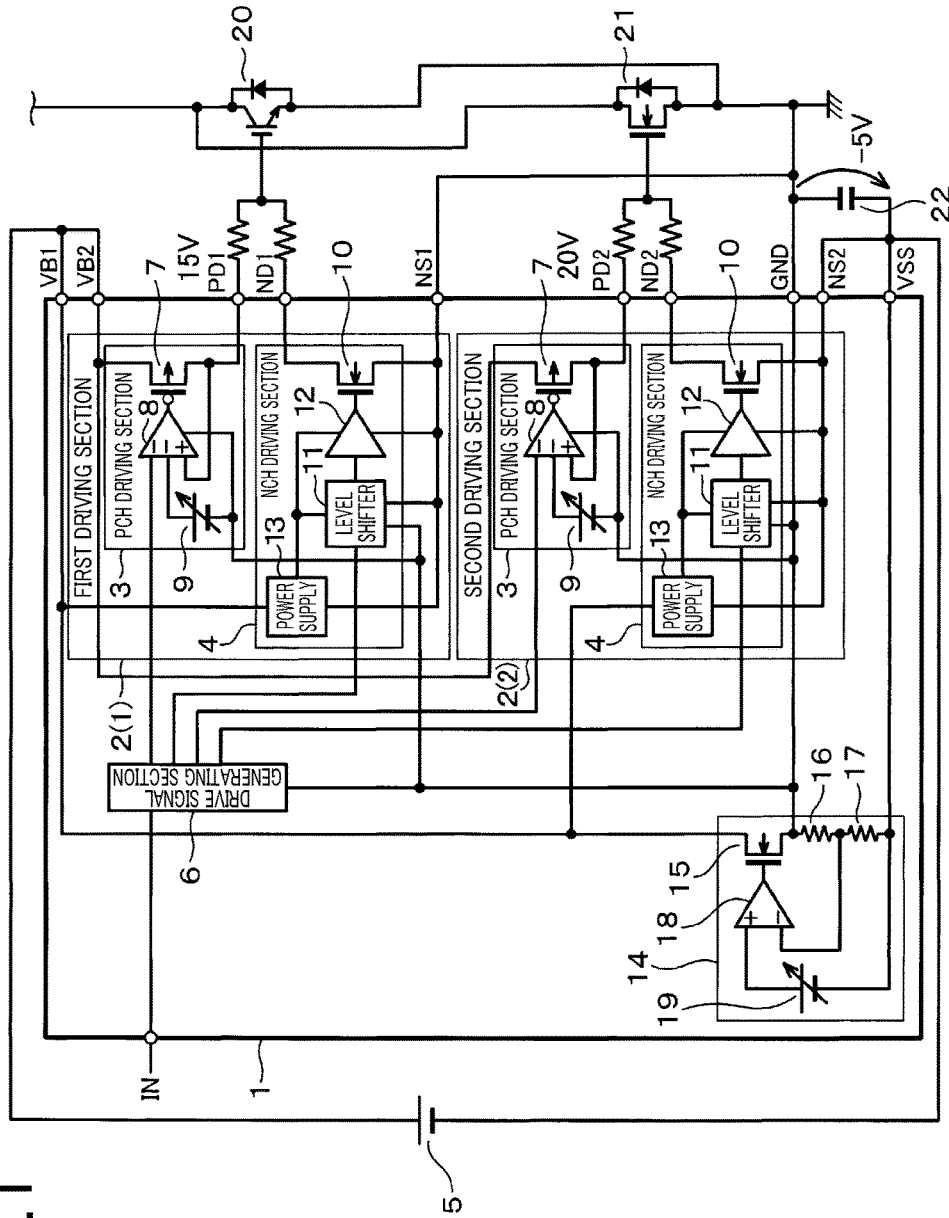 20
21
VB1
VB2
15V
PD1
ND1
NS1
20V
PD2
ND2
GND
NS2
VSS
-5V
22
FIRST DRIVING SECTION
PCH DRIVING SECTION
7
8
3
9
NCH DRIVING SECTION
10
12
11
LEVEL SHIFTER
13
POWER SUPPLY
4
2(1)
SECOND DRIVING SECTION
PCH DRIVING SECTION
7
8
3
9
NCH DRIVING SECTION
10
12
11
LEVEL SHIFTER
13
POWER SUPPLY
4
2(2)
DRIVE SIGNAL
GENERATING SECTION
6
16
17
15
18
14
19
IN
1
5